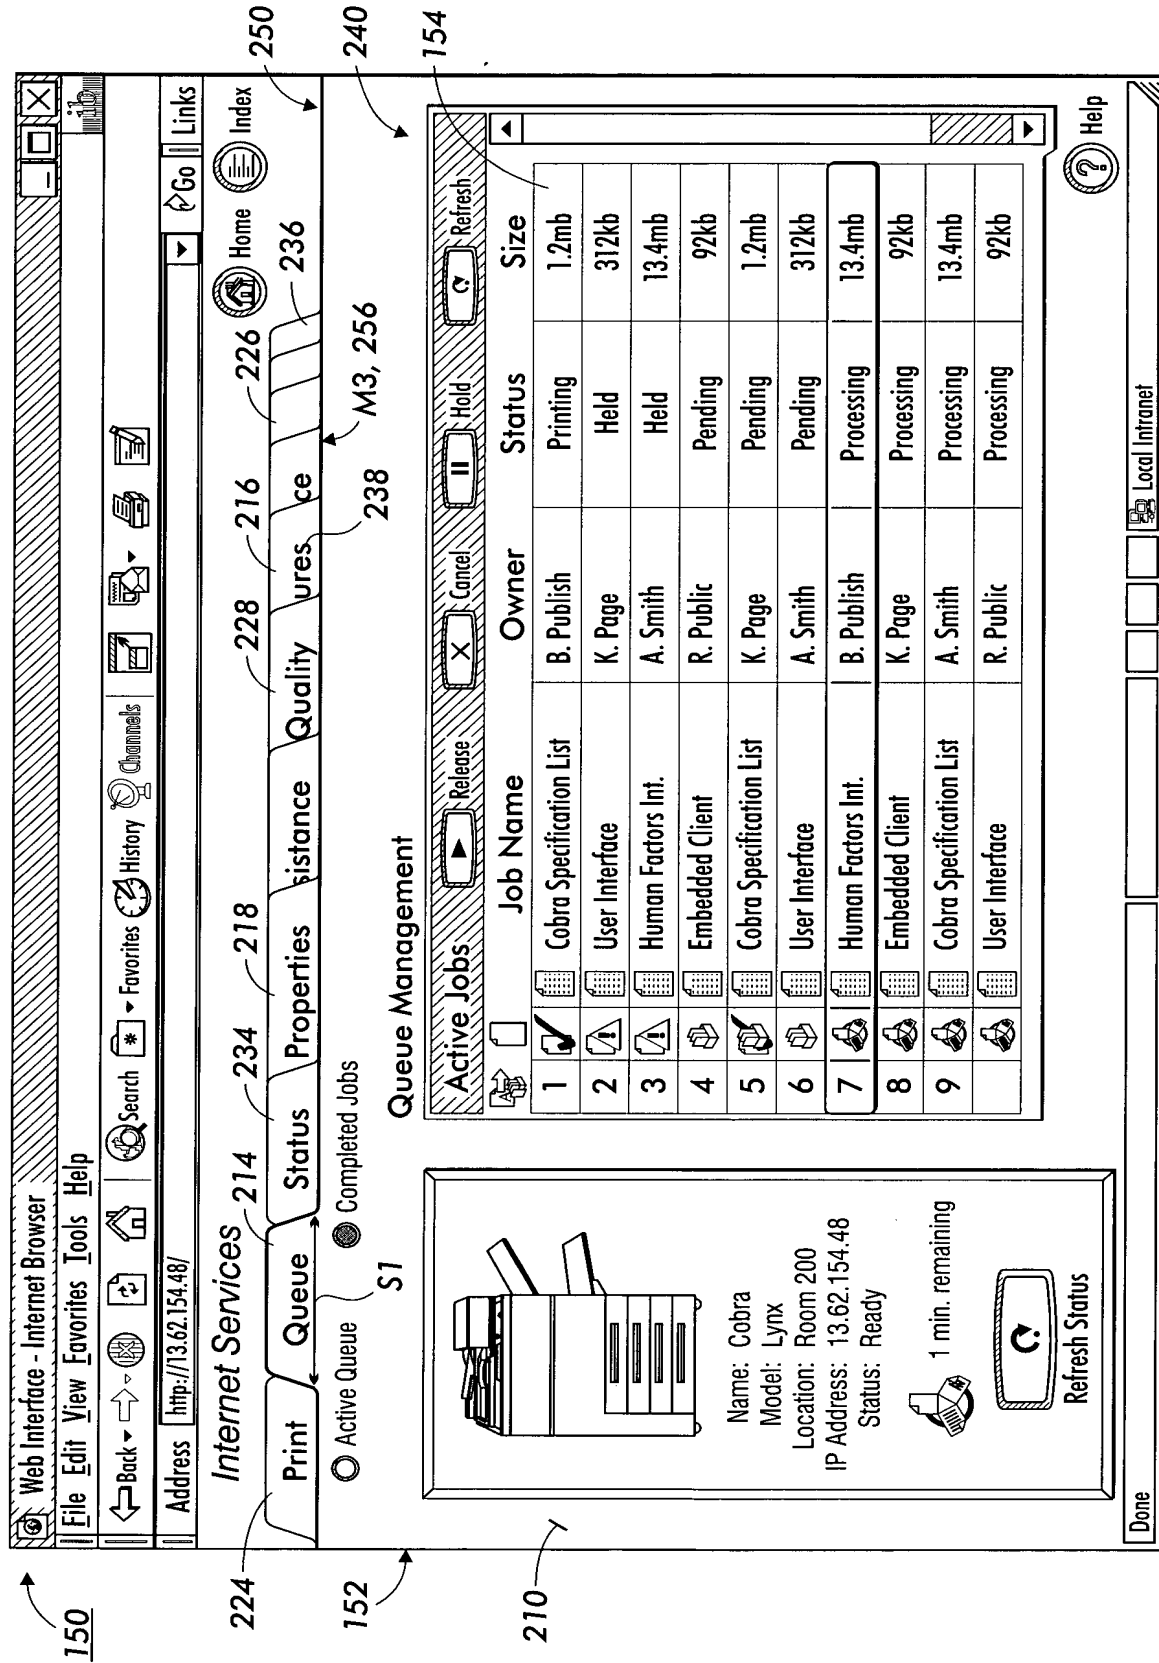 150
Web Interface - Internet Browser
File Edit View Favorites Tools Help
Back Search Favorites History Channels
Address http://13.62.154.48/ Go Links
Internet Services Home Index
250
224 214 234 218 228 216 226 236
Print Queue Status Properties sistance Quality ures ce
238
M3, 256
S1
152
Active Queue Completed Jobs
240
154
210
Queue Management
Active Jobs Release Cancel Hold Refresh
Job Name Owner Status Size
1 Cobra Specification List B. Publish Printing 1.2mb
2 User Interface K. Page Held 312kb
3 Human Factors Int. A. Smith Held 13.4mb
4 Embedded Client R. Public Pending 92kb
5 Cobra Specification List K. Page Pending 1.2mb
6 User Interface A. Smith Pending 312kb
7 Human Factors Int. B. Publish Processing 13.4mb
8 Embedded Client K. Page Processing 92kb
9 Cobra Specification List A. Smith Processing 13.4mb
User Interface R. Public Processing 92kb
Name: Cobra
Model: Lynx
Location: Room 200
IP Address: 13.62.154.48
Status: Ready
1 min. remaining
Refresh Status
Help
Done Local Intranet